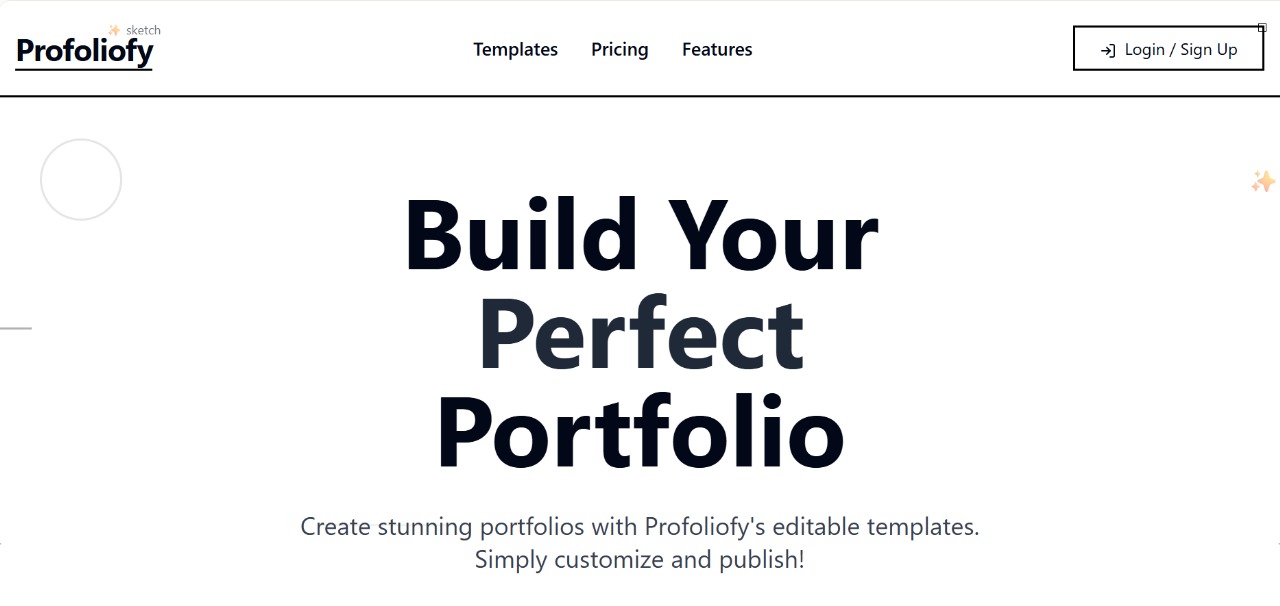 ✨ sketch
Profoliofy
Templates
Pricing
Features
Login / Sign Up
Build Your
Perfect
Portfolio
Create stunning portfolios with Profoliofy's editable templates.
Simply customize and publish!